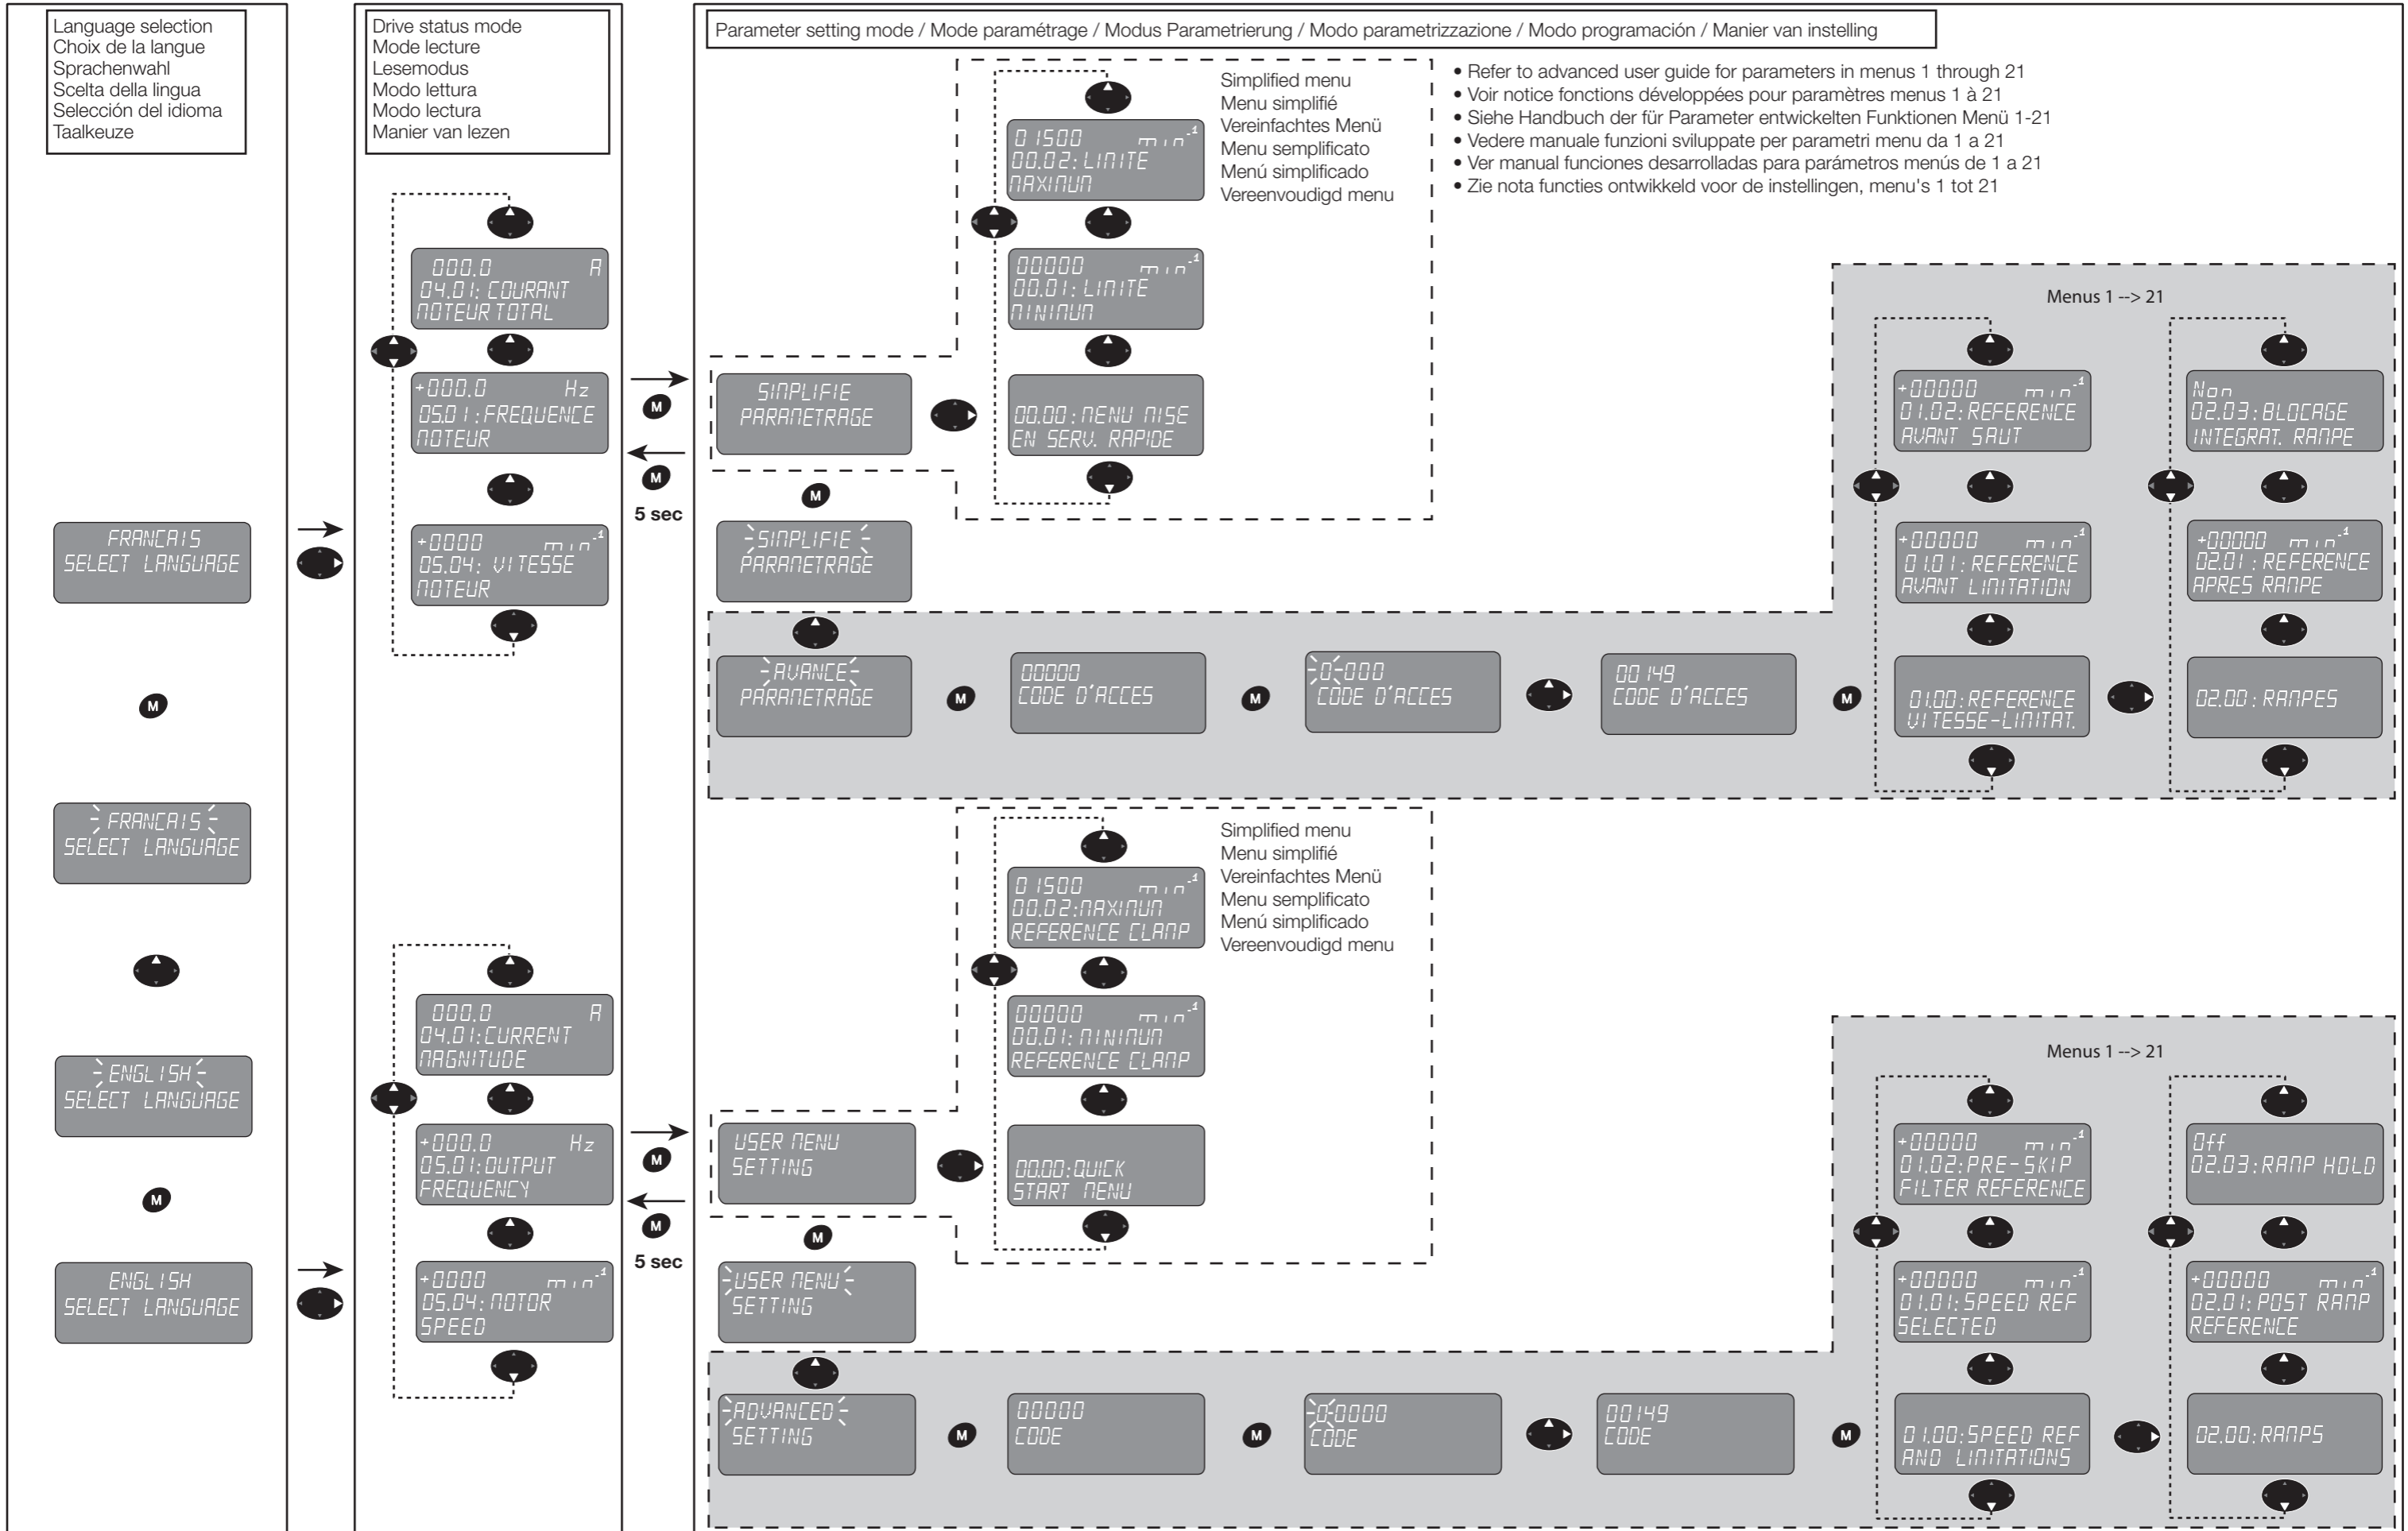 Language selection
Choix de la langue
Sprachenwahl
Scelta della lingua
Selección del idioma
Taalkeuze
FRANCAIS
SELECT LANGUAGE
M
FRANCAIS
SELECT LANGUAGE
ENGLISH
SELECT LANGUAGE
M
ENGLISH
SELECT LANGUAGE
Drive status mode
Mode lecture
Lesemodus
Modo lettura
Modo lectura
Manier van lezen
000.0 A
04.01: COURANT
MOTEUR TOTAL
+000.0 Hz
05.01: FREQUENCE
MOTEUR
+0000 min-1
05.04: VITESSE
MOTEUR
000.0 A
04.01:CURRENT
MAGNITUDE
+000.0 Hz
05.01:OUTPUT
FREQUENCY
+0000 min-1
05.04: MOTOR
SPEED
M
M
5 sec
M
M
5 sec
Parameter setting mode / Mode paramétrage / Modus Parametrierung / Modo parametrizzazione / Modo programación / Manier van instelling
• Refer to advanced user guide for parameters in menus 1 through 21
• Voir notice fonctions développées pour paramètres menus 1 à 21
• Siehe Handbuch der für Parameter entwickelten Funktionen Menü 1-21
• Vedere manuale funzioni sviluppate per parametri menu da 1 a 21
• Ver manual funciones desarrolladas para parámetros menús de 1 a 21
• Zie nota functies ontwikkeld voor de instellingen, menu's 1 tot 21
Simplified menu
Menu simplifié
Vereinfachtes Menü
Menu semplificato
Menú simplificado
Vereenvoudigd menu
01500 min-1
00.02: LIMITE
MAXIMUM
00000 min-1
00.01: LIMITE
MINIMUM
00.00: MENU MISE
EN SERV. RAPIDE
SIMPLIFIE
PARAMETRAGE
M
SIMPLIFIE
PARAMETRAGE
AVANCE
PARAMETRAGE
M
00000
CODE D'ACCES
M
0 000
CODE D'ACCES
00149
CODE D'ACCES
M
Menus 1 --> 21
+00000 min-1
01.02: REFERENCE
AVANT SAUT
+00000 min-1
01.01: REFERENCE
AVANT LIMITATION
01.00: REFERENCE
VITESSE-LIMITAT.
Non
02.03: BLOCAGE
INTEGRAT. RAMPE
+00000 min-1
02.01: REFERENCE
APRES RAMPE
02.00: RAMPES
Simplified menu
Menu simplifié
Vereinfachtes Menü
Menu semplificato
Menú simplificado
Vereenvoudigd menu
01500 min-1
00.02:MAXIMUM
REFERENCE CLAMP
00000 min-1
00.01: MINIMUM
REFERENCE CLAMP
00.00:QUICK
START MENU
USER MENU
SETTING
M
USER MENU
SETTING
ADVANCED
SETTING
M
00000
CODE
M
0 0000
CODE
00149
CODE
M
Menus 1 --> 21
+00000 min-1
01.02: PRE-SKIP
FILTER REFERENCE
+00000 min-1
01.01: SPEED REF
SELECTED
01.00: SPEED REF
AND LIMITATIONS
Off
02.03: RAMP HOLD
+00000 min-1
02.01: POST RAMP
REFERENCE
02.00: RAMPS